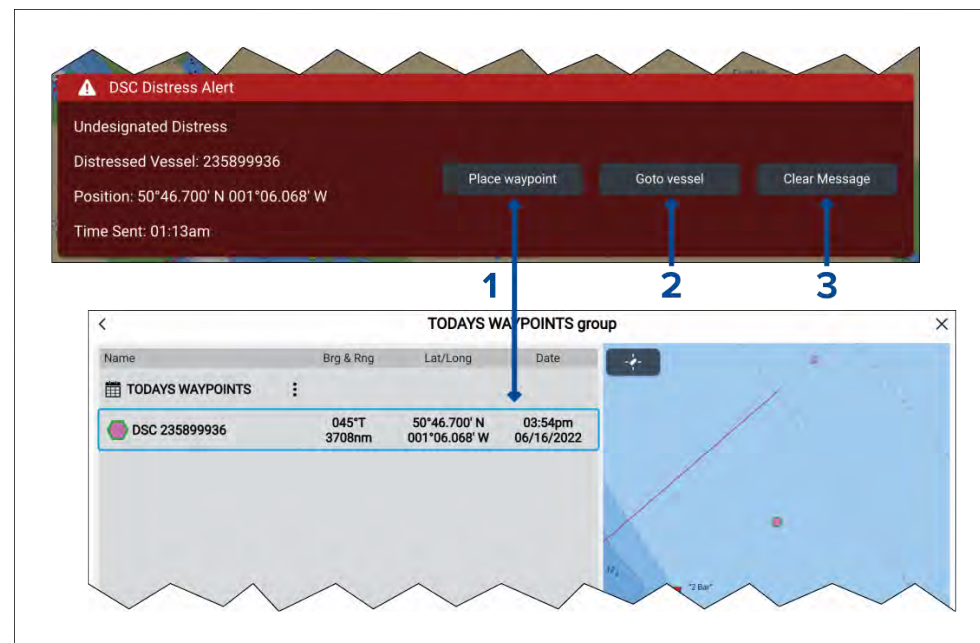 DSC Distress Alert
Undesignated Distress
Distressed Vessel: 235899936
Position: 50°46.700' N 001°06.068' W
Time Sent: 01:13am
Place waypoint
Goto vessel
Clear Message
1
2
3
TODAYS WAYPOINTS group
Name Brg & Rng Lat/Long Date
TODAYS WAYPOINTS
DSC 235899936
045°T
3708nm
50°46.700' N
001°06.068' W
03:54pm
06/16/2022
"2 Bar"